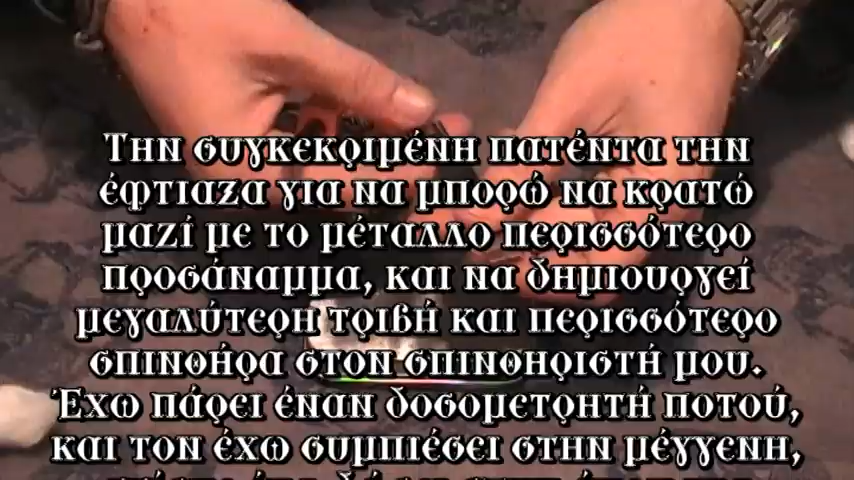 Την συγκεκριμένη πατέντα την
έφτιαξα για να μπορώ να κρατώ
μαζί με το μέταλλο περισσότερο
προσάναμμα, και να δημιουργεί
μεγαλύτερη τριβή και περισσότερο
σπινθήρα στον σπινθηριστή μου.
Έχω πάρει έναν δοσομετρητή ποτού,
και τον έχω συμπιέσει στην μέγγενη,